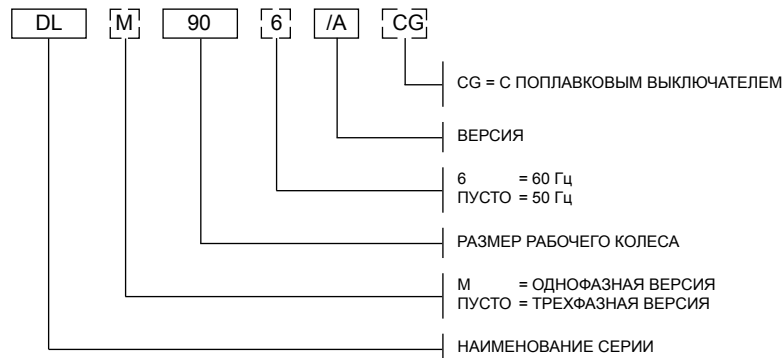 DL M 90 6 /A CG
CG = С ПОПЛАВКОВЫМ ВЫКЛЮЧАТЕЛЕМ
ВЕРСИЯ
6 = 60 Гц
ПУСТО = 50 Гц
РАЗМЕР РАБОЧЕГО КОЛЕСА
M = ОДНОФАЗНАЯ ВЕРСИЯ
ПУСТО = ТРЕХФАЗНАЯ ВЕРСИЯ
НАИМЕНОВАНИЕ СЕРИИ